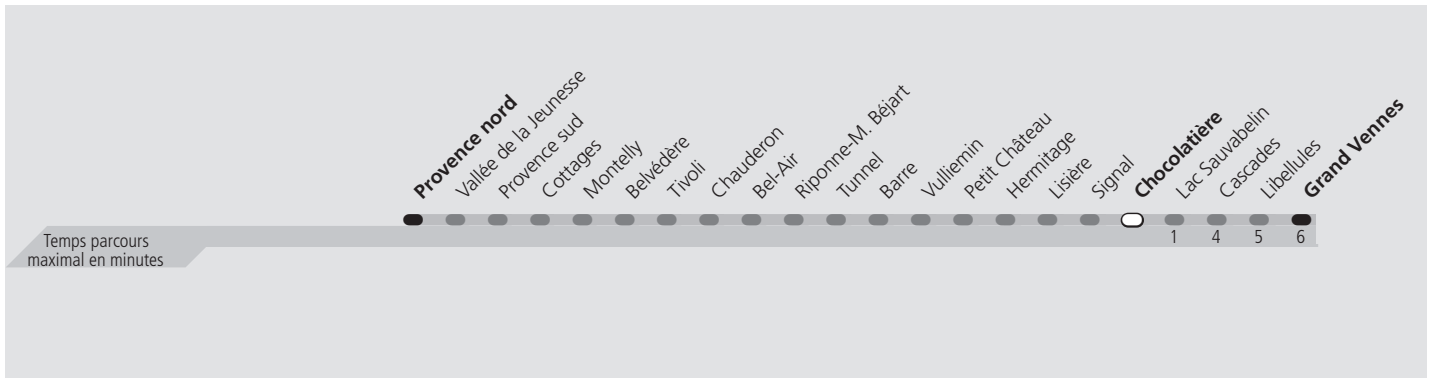 Provence nord
Vallée de la Jeunesse
Provence sud
Cottages
Montelly
Belvédère
Tivoli
Chauderon
Bel-Air
Riponne-M. Béjart
Tunnel
Barre
Vulliemin
Petit Château
Hermitage
Lisière
Signal
Chocolatière
Lac Sauvabelin
Cascades
Libellules
Grand Vennes
Temps parcours
maximal en minutes
1 4 5 6